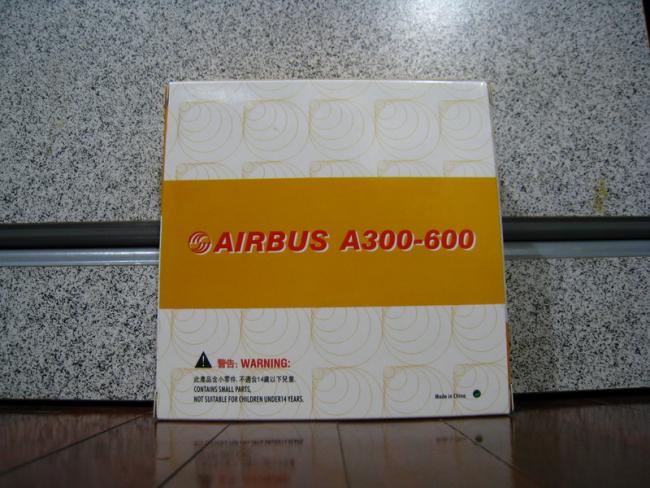 AIRBUS A300-600
警告: WARNING:
此產品含小零件, 不適合14歲以下兒童.
CONTAINS SMALL PARTS,
NOT SUITABLE FOR CHILDREN UNDER14 YEARS.
Made in China